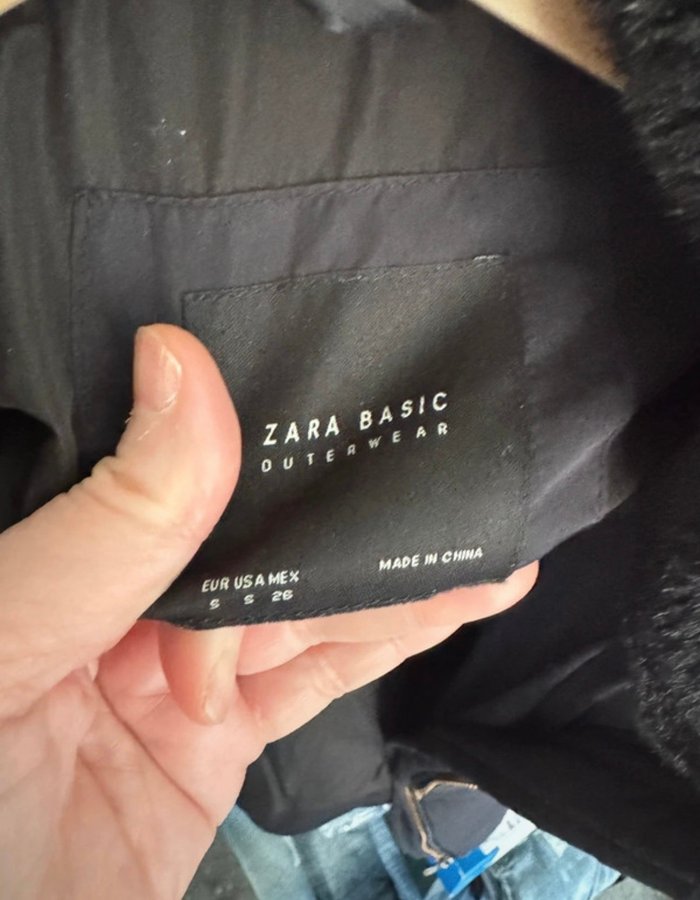 ZARA BASIC
OUTERWEAR
MADE IN CHINA
EUR USA MEX
S S 26